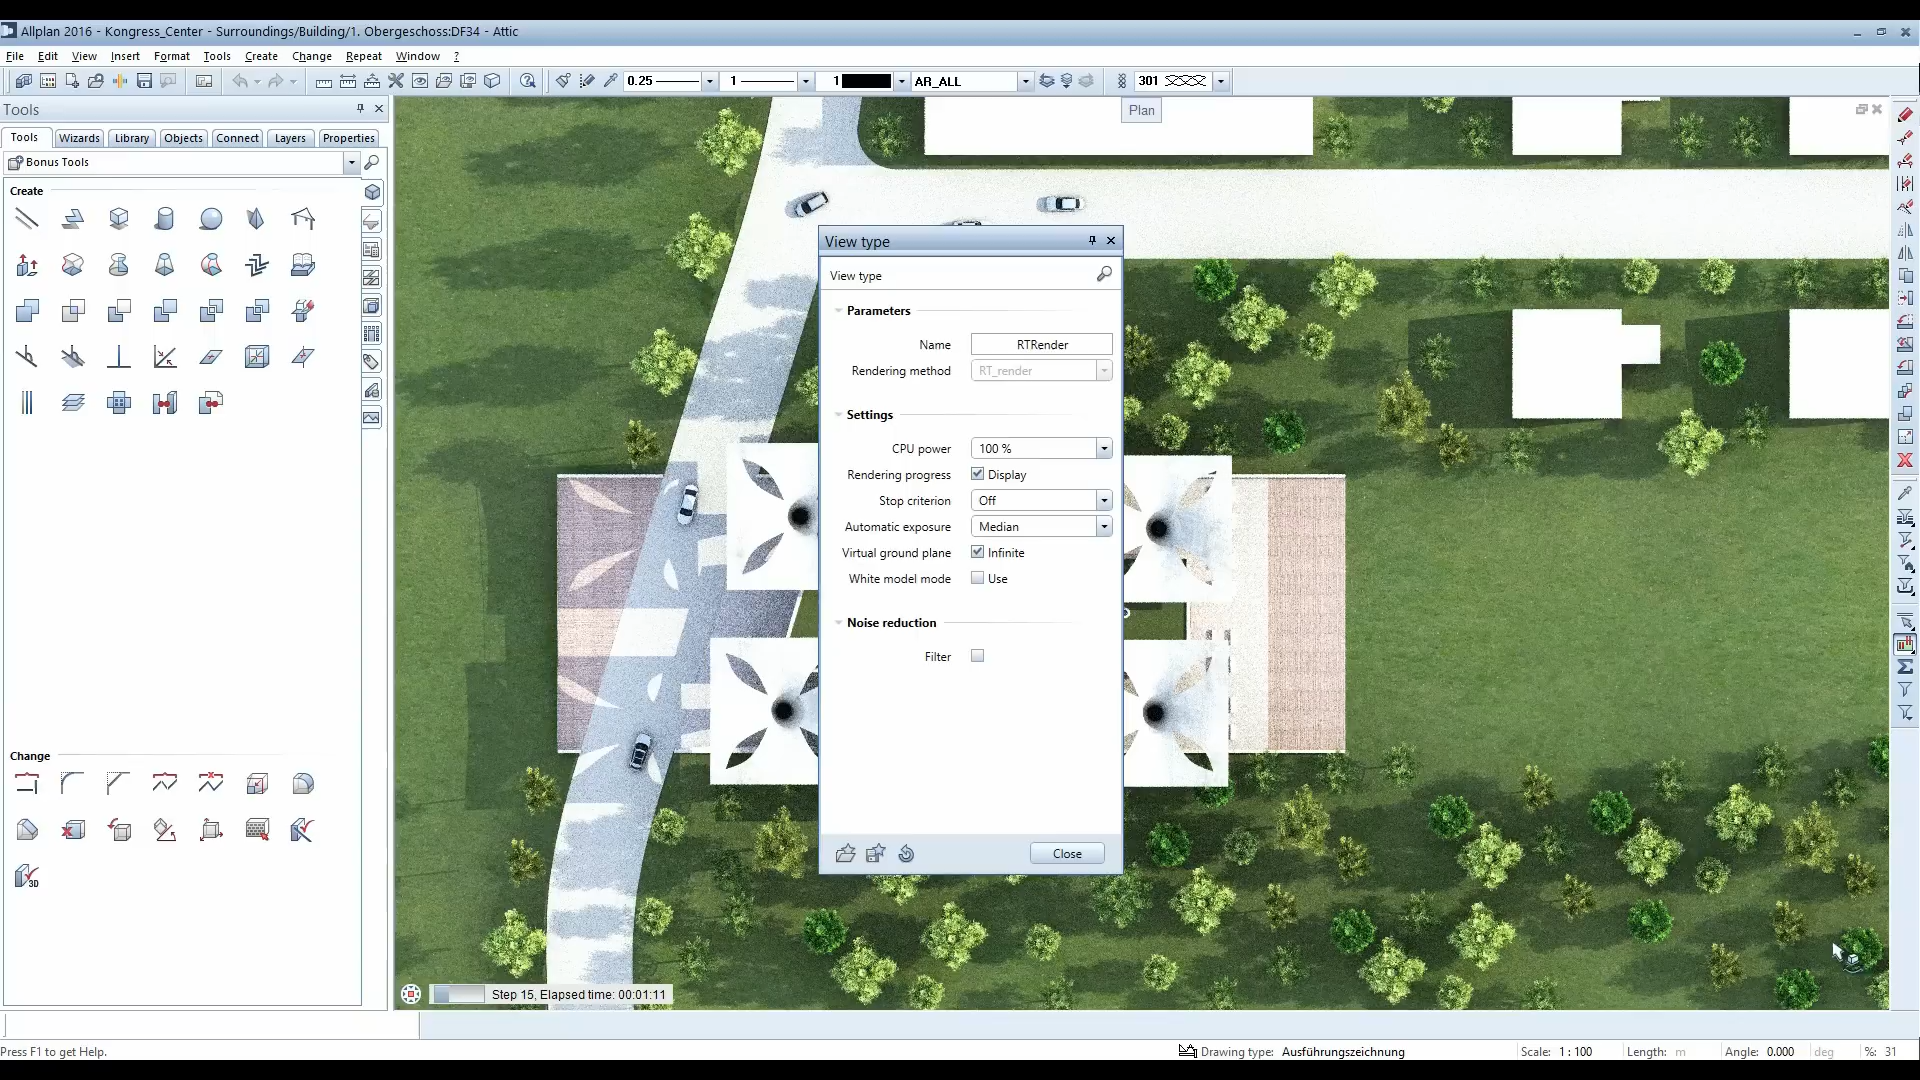 Allplan 2016 - Kongress_Center - Surroundings/Building/1. Obergeschoss:DF34 - Attic
File Edit View Insert Format Tools Create Change Repeat Window ?
0.25 1 1 AR_ALL 301
Tools
Plan
Tools Wizards Library Objects Connect Layers Properties
Bonus Tools
Create
View type
View type
Parameters
Name RTRender
Rendering method RT_render
Settings
CPU power 100 %
Rendering progress Display
Stop criterion Off
Automatic exposure Median
Virtual ground plane Infinite
White model mode Use
Noise reduction
Filter
Change
3D
Close
Step 15, Elapsed time: 00:01:11
Press F1 to get Help.
Drawing type: Ausführungszeichnung Scale: 1 : 100 Length: m Angle: 0.000 deg %: 31